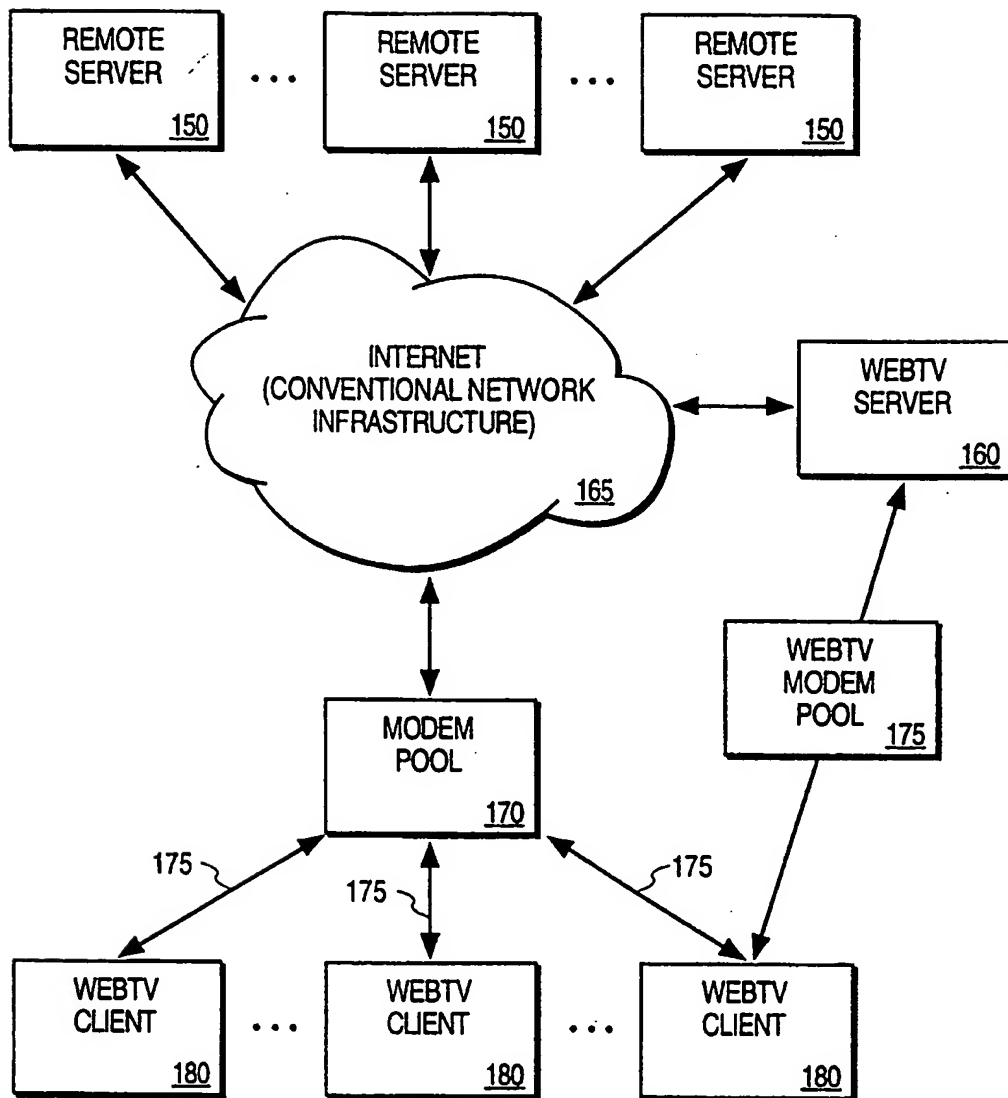 REMOTE
SERVER
150
• • •
REMOTE
SERVER
150
• • •
REMOTE
SERVER
150
INTERNET
(CONVENTIONAL NETWORK
INFRASTRUCTURE)
165
WEBTV
SERVER
160
WEBTV
MODEM
POOL
175
MODEM
POOL
170
175
175
175
WEBTV
CLIENT
180
• • •
WEBTV
CLIENT
180
• • •
WEBTV
CLIENT
180